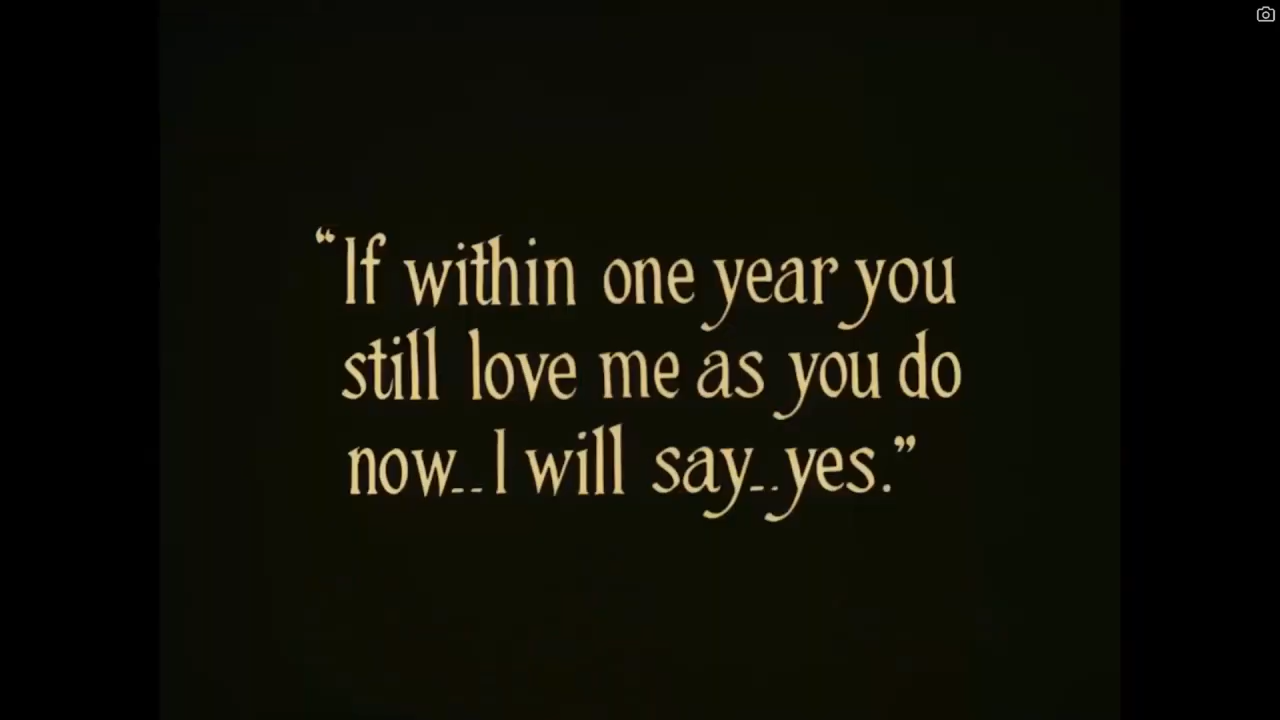 “If within one year you
still love me as you do
now--I will say--yes.”